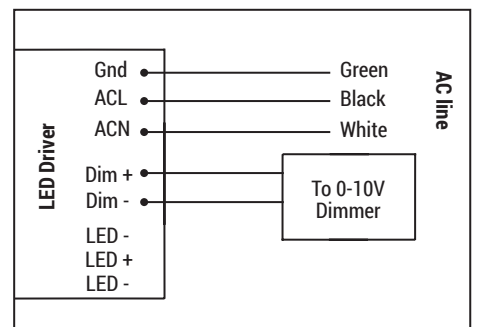 LED Driver
Gnd
ACL
ACN
Dim +
Dim -
LED -
LED +
LED -
Green
Black
White
AC line
To 0-10V
Dimmer